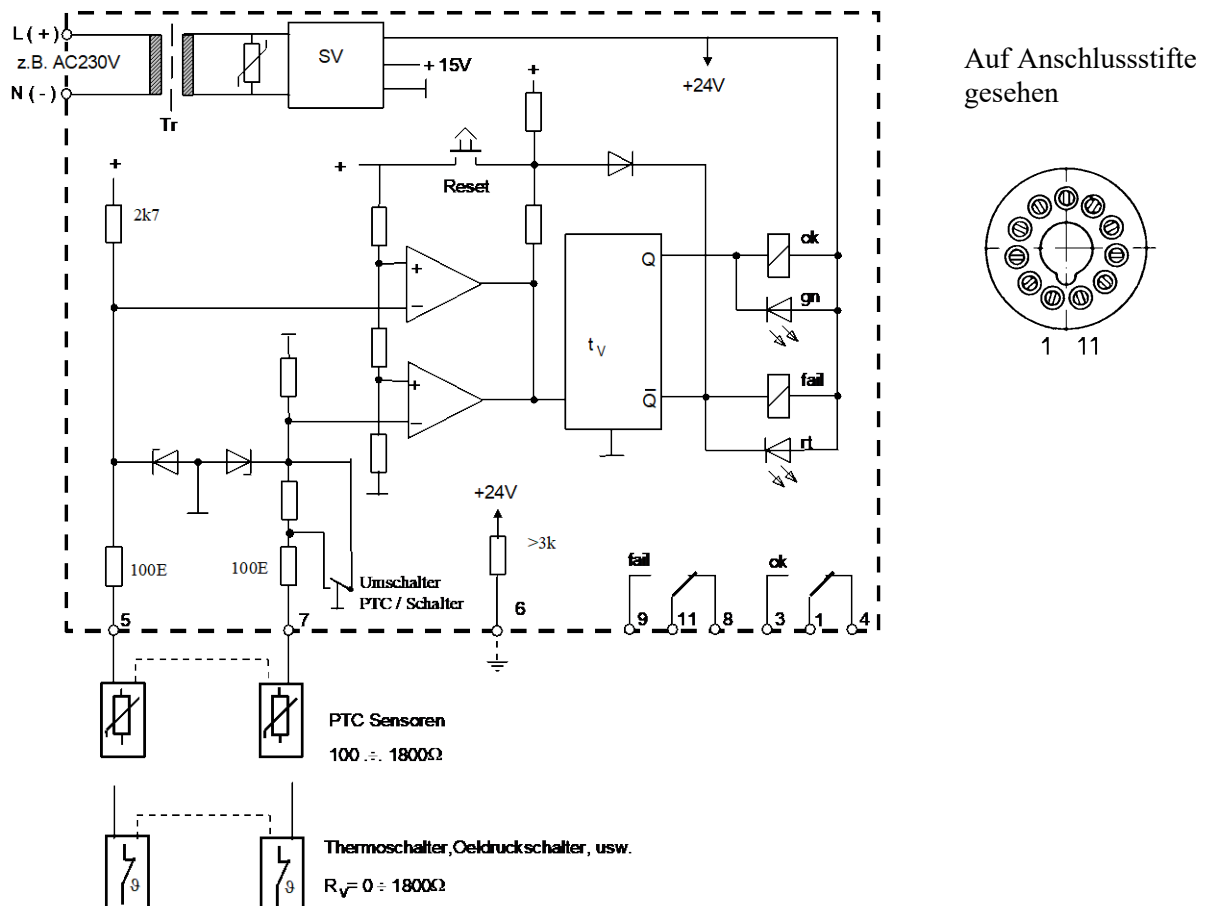 L (+)
z.B. AC230V
N (-)
Tr
SV
+ 15V
+24V
Auf Anschlussstifte
gesehen
1 11
+
+
+
Reset
2k7
+
−
+
−
t V
Q
Q̅
ok
gn
fail
rt
100E
100E
Umschalter
PTC / Schalter
+24V
>3k
fail
ok
5
7
6
9
11
8
3
1
4
PTC Sensoren
100 .÷. 1800Ω
Thermoschalter,Oeldruckschalter, usw.
ϑ
ϑ
RV= 0 ÷ 1800Ω